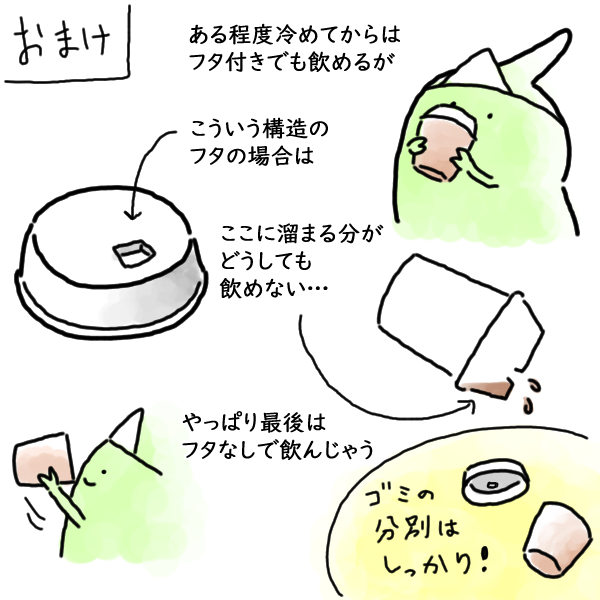 おまけ
ある程度冷めてからは
フタ付きでも飲めるが
こういう構造の
フタの場合は
ここに溜まる分が
どうしても
飲めない…
やっぱり最後は
フタなしで飲んじゃう
ゴミの
分別は
しっかり!